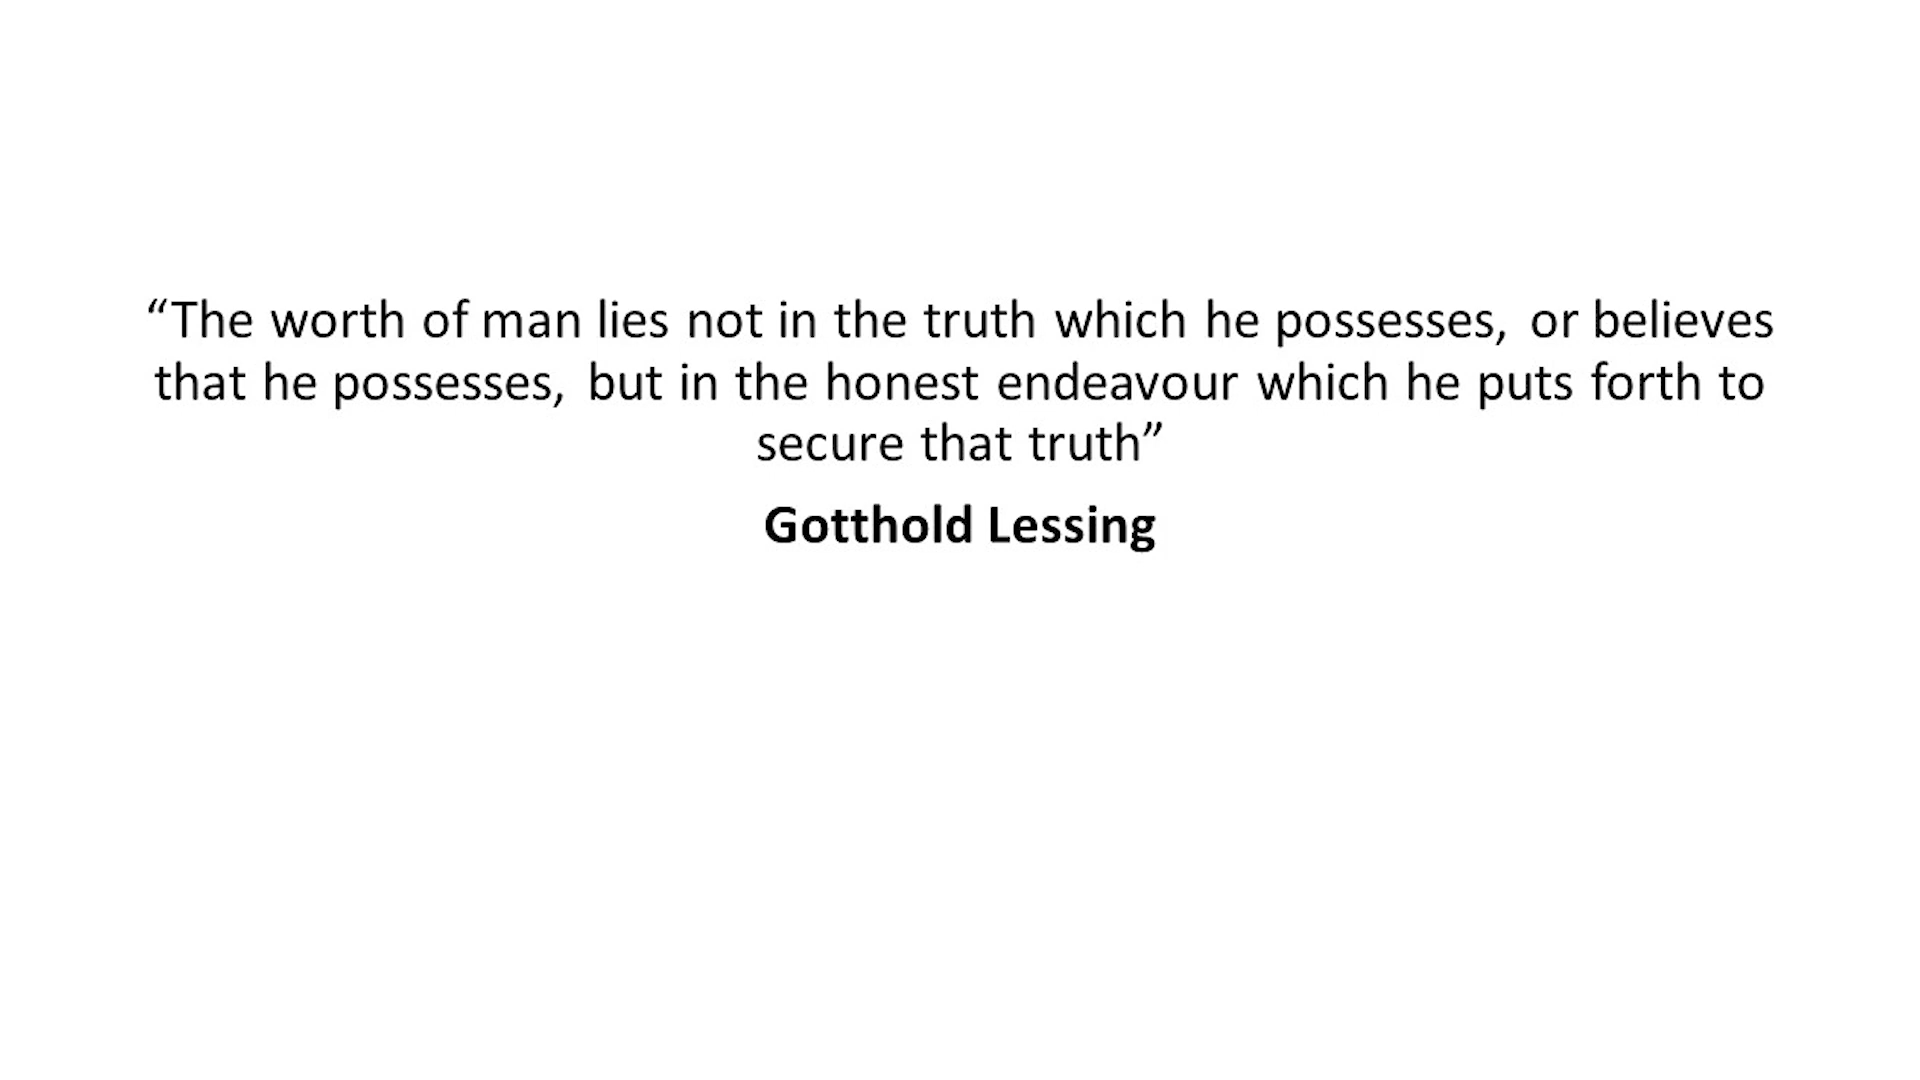 “The worth of man lies not in the truth which he possesses, or believes
that he possesses, but in the honest endeavour which he puts forth to
secure that truth”
Gotthold Lessing